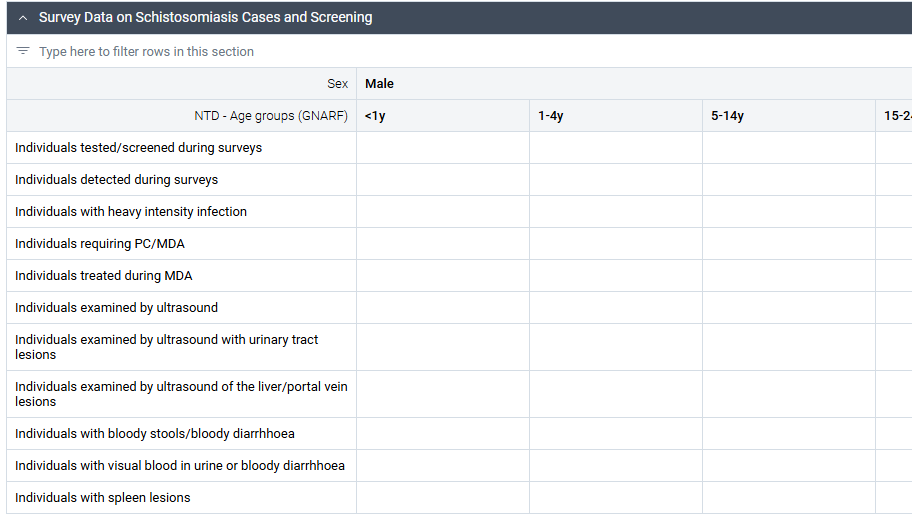 Survey Data on Schistosomiasis Cases and Screening
Type here to filter rows in this section
Sex Male
NTD - Age groups (GNARF) <1y 1-4y 5-14y
Individuals tested/screened during surveys
Individuals detected during surveys
Individuals with heavy intensity infection
Individuals requiring PC/MDA
Individuals treated during MDA
Individuals examined by ultrasound
Individuals examined by ultrasound with urinary tract
lesions
Individuals examined by ultrasound of the liver/portal vein
lesions
Individuals with bloody stools/bloody diarrhhoea
Individuals with visual blood in urine or bloody diarrhhoea
Individuals with spleen lesions